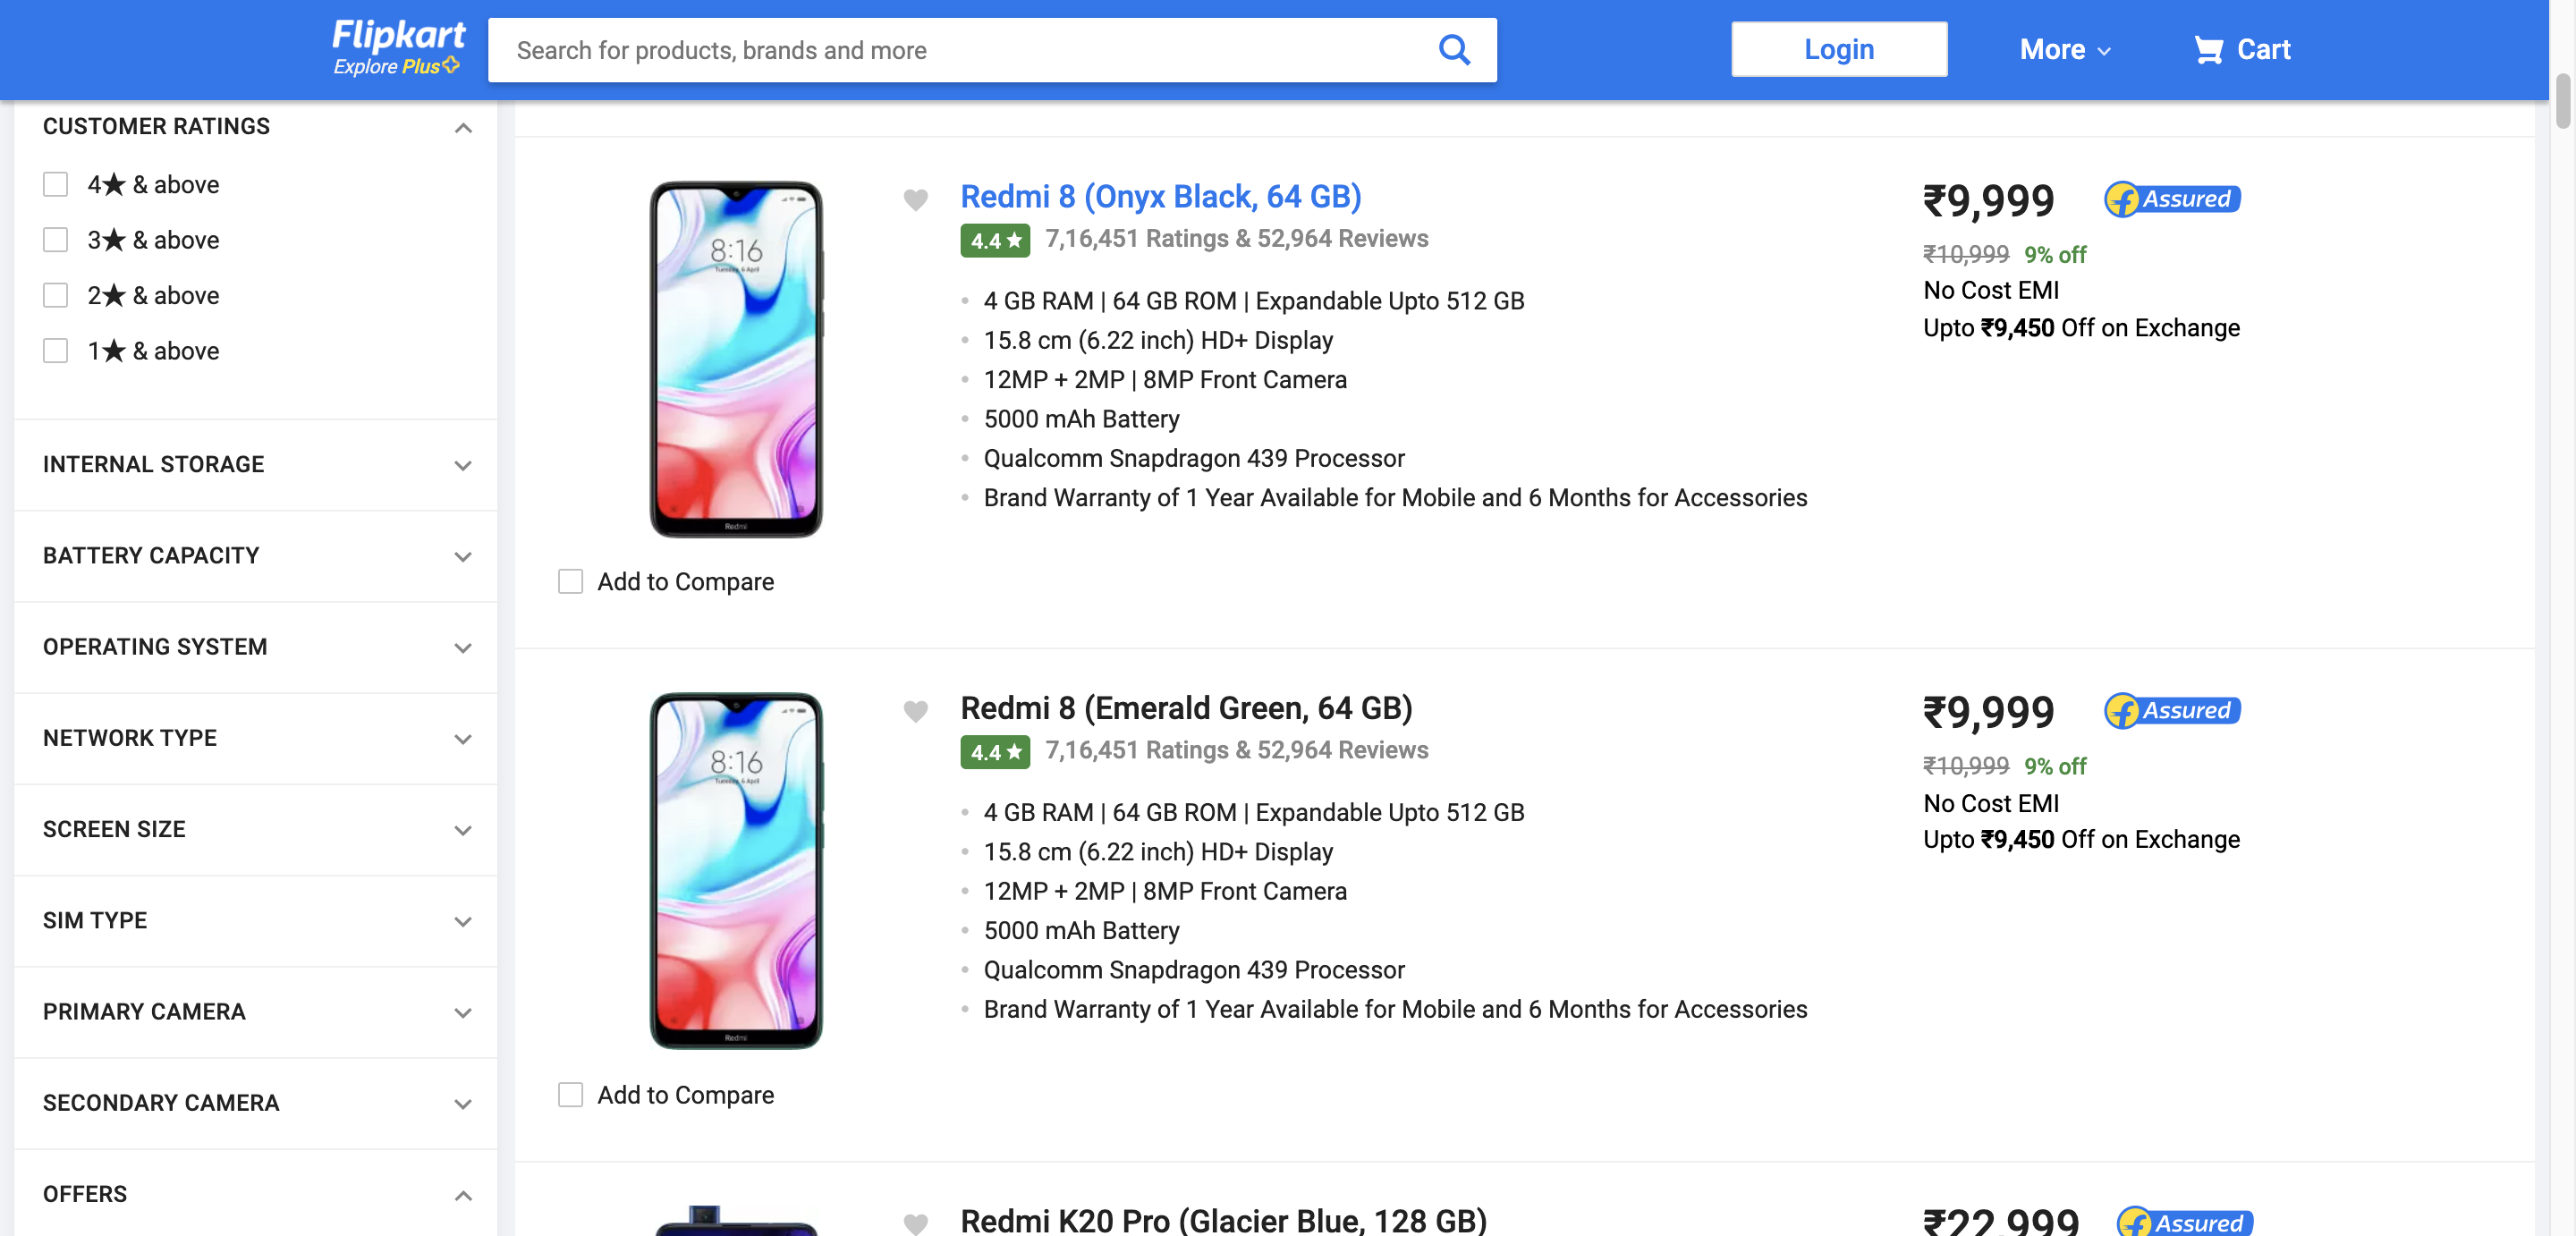 Flipkart
Explore Plus
Search for products, brands and more
Login
More
Cart
CUSTOMER RATINGS
4★ & above
3★ & above
2★ & above
1★ & above
INTERNAL STORAGE
BATTERY CAPACITY
OPERATING SYSTEM
NETWORK TYPE
SCREEN SIZE
SIM TYPE
PRIMARY CAMERA
SECONDARY CAMERA
OFFERS
8:16
Tuesday, 6 April
Redmi
Add to Compare
Redmi 8 (Onyx Black, 64 GB)
4.4★ 7,16,451 Ratings & 52,964 Reviews
4 GB RAM | 64 GB ROM | Expandable Upto 512 GB
15.8 cm (6.22 inch) HD+ Display
12MP + 2MP | 8MP Front Camera
5000 mAh Battery
Qualcomm Snapdragon 439 Processor
Brand Warranty of 1 Year Available for Mobile and 6 Months for Accessories
₹9,999 Assured
₹10,999 9% off
No Cost EMI
Upto ₹9,450 Off on Exchange
8:16
Tuesday, 6 April
Redmi
Add to Compare
Redmi 8 (Emerald Green, 64 GB)
4.4★ 7,16,451 Ratings & 52,964 Reviews
4 GB RAM | 64 GB ROM | Expandable Upto 512 GB
15.8 cm (6.22 inch) HD+ Display
12MP + 2MP | 8MP Front Camera
5000 mAh Battery
Qualcomm Snapdragon 439 Processor
Brand Warranty of 1 Year Available for Mobile and 6 Months for Accessories
₹9,999 Assured
₹10,999 9% off
No Cost EMI
Upto ₹9,450 Off on Exchange
Redmi K20 Pro (Glacier Blue, 128 GB)
₹22,999 Assured